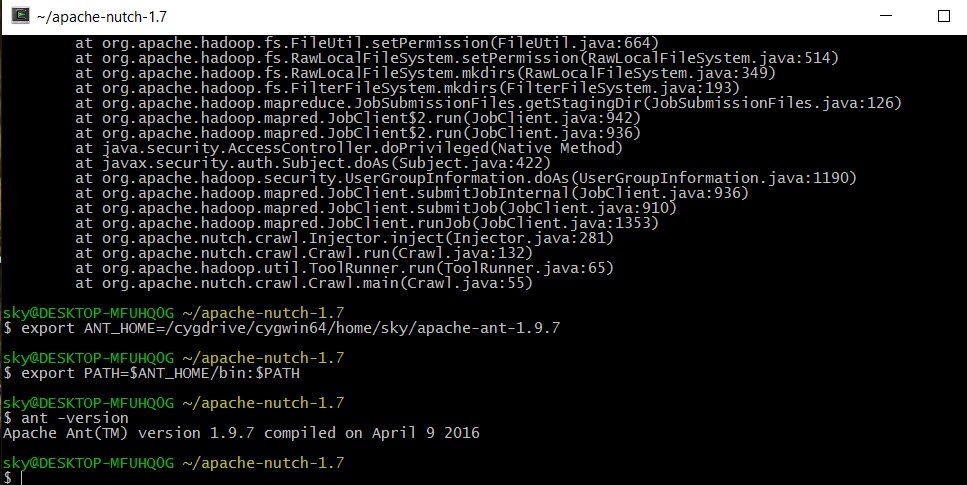 ~/apache-nutch-1.7
at org.apache.hadoop.fs.FileUtil.setPermission(FileUtil.java:664)
at org.apache.hadoop.fs.RawLocalFileSystem.setPermission(RawLocalFileSystem.java:514)
at org.apache.hadoop.fs.RawLocalFileSystem.mkdirs(RawLocalFileSystem.java:349)
at org.apache.hadoop.fs.FilterFileSystem.mkdirs(FilterFileSystem.java:193)
at org.apache.hadoop.mapreduce.JobSubmissionFiles.getStagingDir(JobSubmissionFiles.java:126)
at org.apache.hadoop.mapred.JobClient$2.run(JobClient.java:942)
at org.apache.hadoop.mapred.JobClient$2.run(JobClient.java:936)
at java.security.AccessController.doPrivileged(Native Method)
at javax.security.auth.Subject.doAs(Subject.java:422)
at org.apache.hadoop.security.UserGroupInformation.doAs(UserGroupInformation.java:1190)
at org.apache.hadoop.mapred.JobClient.submitJobInternal(JobClient.java:936)
at org.apache.hadoop.mapred.JobClient.submitJob(JobClient.java:910)
at org.apache.hadoop.mapred.JobClient.runJob(JobClient.java:1353)
at org.apache.nutch.crawl.Injector.inject(Injector.java:281)
at org.apache.nutch.crawl.Crawl.run(Crawl.java:132)
at org.apache.hadoop.util.ToolRunner.run(ToolRunner.java:65)
at org.apache.nutch.crawl.Crawl.main(Crawl.java:55)
sky@DESKTOP-MFUHQ0G ~/apache-nutch-1.7
$ export ANT_HOME=/cygdrive/cygwin64/home/sky/apache-ant-1.9.7
sky@DESKTOP-MFUHQ0G ~/apache-nutch-1.7
$ export PATH=$ANT_HOME/bin:$PATH
sky@DESKTOP-MFUHQ0G ~/apache-nutch-1.7
$ ant -version
Apache Ant(TM) version 1.9.7 compiled on April 9 2016
sky@DESKTOP-MFUHQ0G ~/apache-nutch-1.7
$